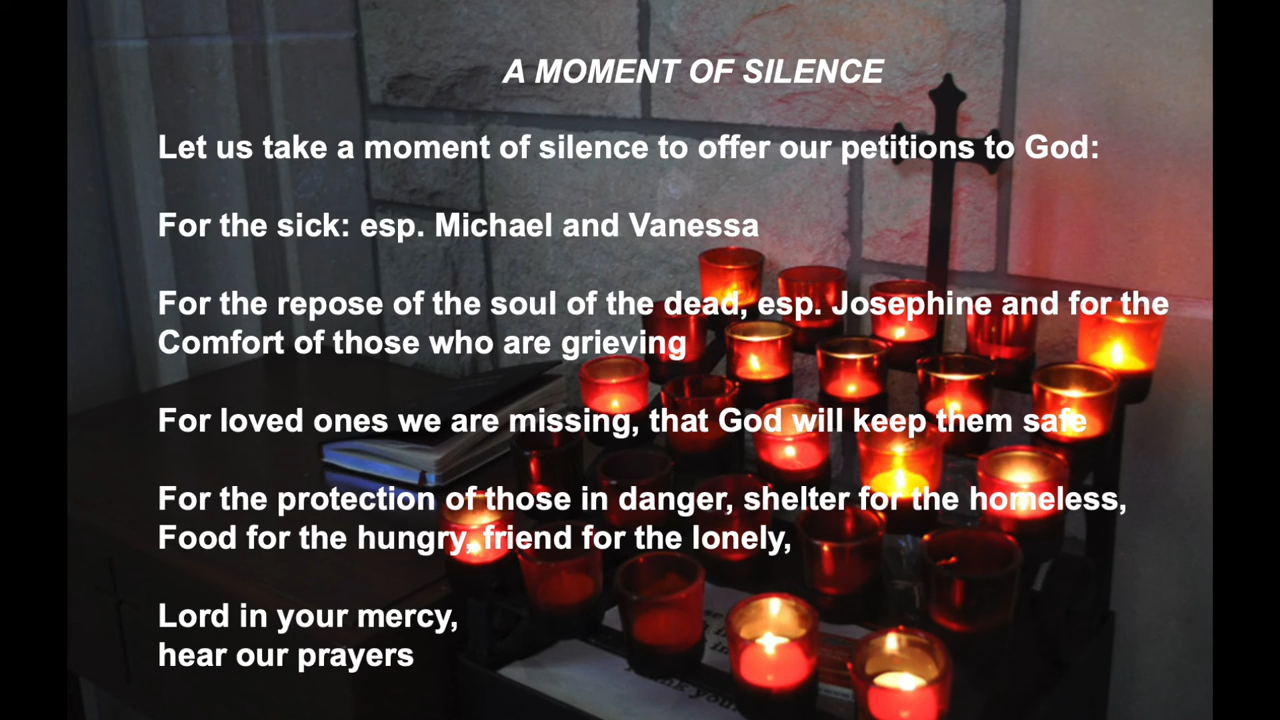 A MOMENT OF SILENCE
Let us take a moment of silence to offer our petitions to God:
For the sick: esp. Michael and Vanessa
For the repose of the soul of the dead, esp. Josephine and for the
Comfort of those who are grieving
For loved ones we are missing, that God will keep them safe
For the protection of those in danger, shelter for the homeless,
Food for the hungry, friend for the lonely,
Lord in your mercy,
hear our prayers